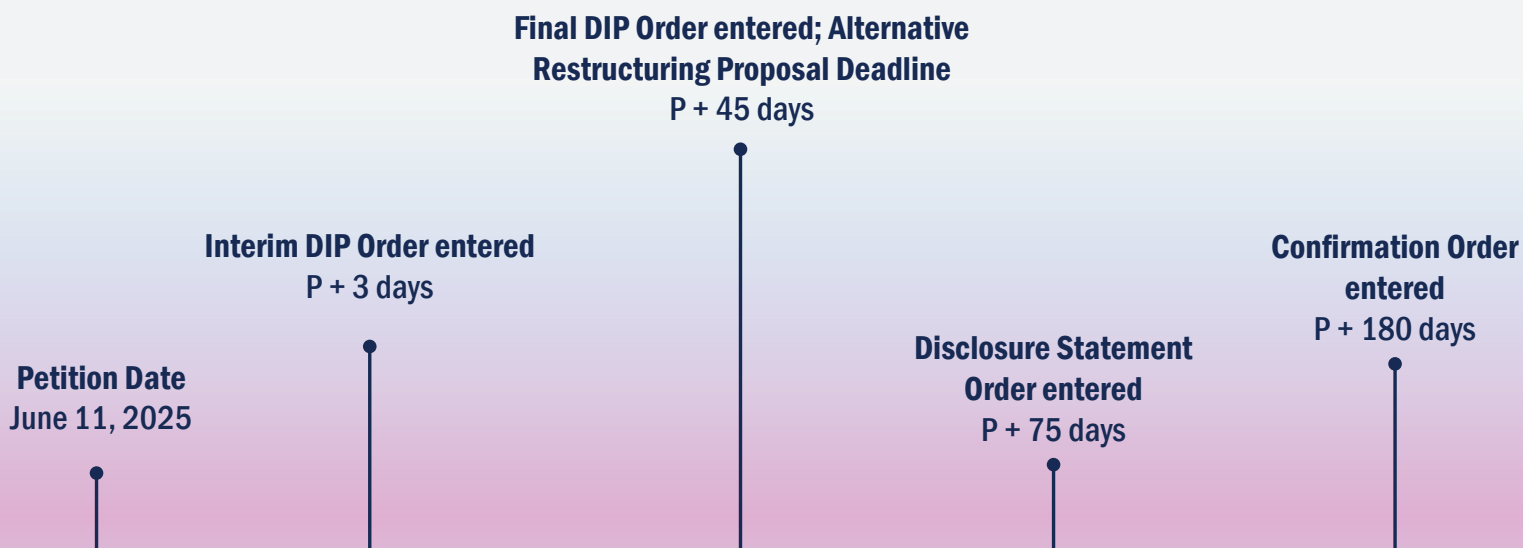 Final DIP Order entered; Alternative
Restructuring Proposal Deadline
P + 45 days
Interim DIP Order entered
P + 3 days
Confirmation Order
entered
P + 180 days
Disclosure Statement
Order entered
P + 75 days
Petition Date
June 11, 2025